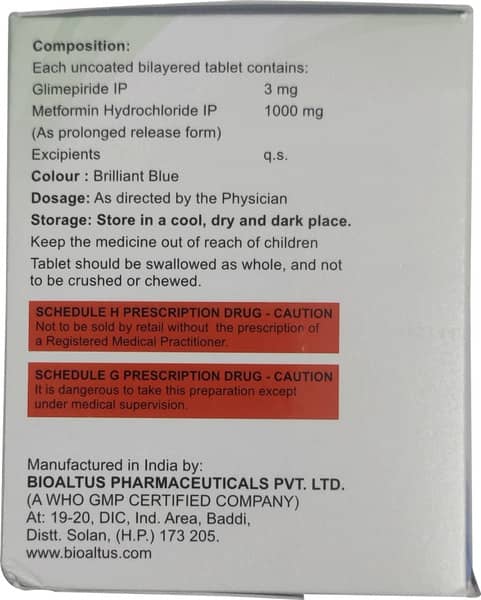 Composition:
Each uncoated bilayered tablet contains:
Glimepiride IP 3 mg
Metformin Hydrochloride IP 1000 mg
(As prolonged release form)
Excipients q.s.
Colour : Brilliant Blue
Dosage: As directed by the Physician
Storage: Store in a cool, dry and dark place.
Keep the medicine out of reach of children
Tablet should be swallowed as whole, and not
to be crushed or chewed.
SCHEDULE H PRESCRIPTION DRUG - CAUTION
Not to be sold by retail without the prescription of
a Registered Medical Practitioner.
SCHEDULE G PRESCRIPTION DRUG - CAUTION
It is dangerous to take this preparation except
under medical supervision.
Manufactured in India by:
BIOALTUS PHARMACEUTICALS PVT. LTD.
(A WHO GMP CERTIFIED COMPANY)
At: 19-20, DIC, Ind. Area, Baddi,
Distt. Solan, (H.P.) 173 205.
www.bioaltus.com